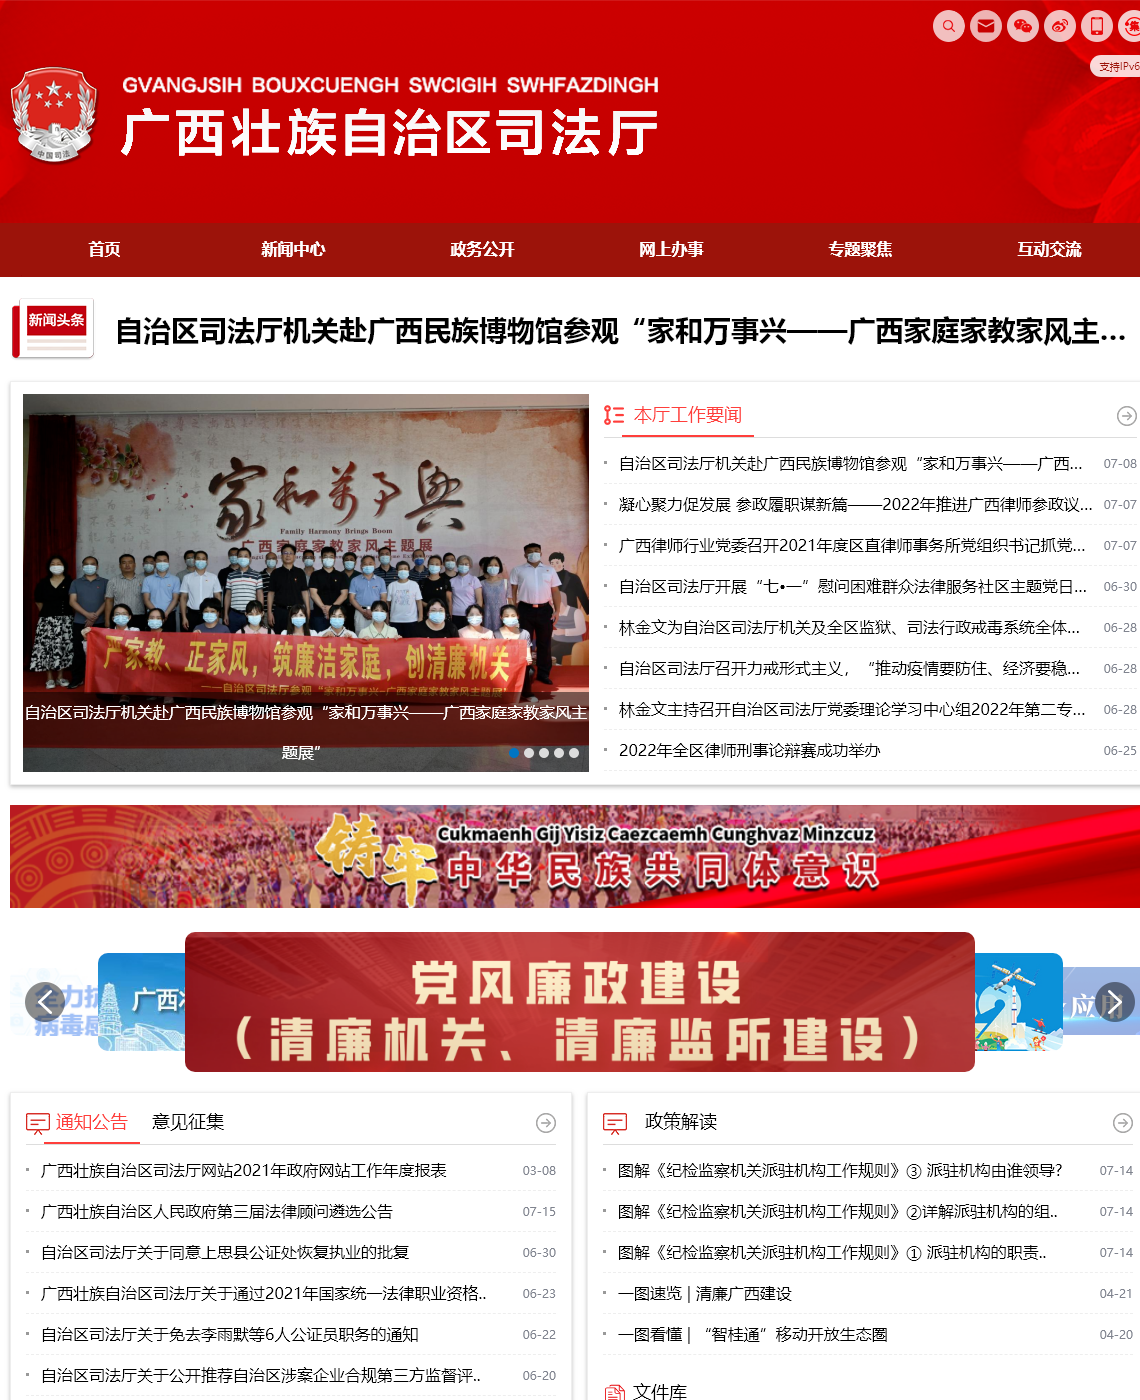 支持IPv6
GVANGJSIH BOUXCUENGH SWCIGIH SWHFAZDINGH
广西壮族自治区司法厅
中国司法
首页 新闻中心 政务公开 网上办事 专题聚焦 互动交流
新闻头条
自治区司法厅机关赴广西民族博物馆参观“家和万事兴——广西家庭家教家风主...
家和万事兴
Family Harmony Brings Boom
广西家庭家教家风主题展
严家教、正家风，筑廉洁家庭，创清廉机关
——自治区司法厅参观“家和万事兴-广西家庭家教家风主题展”
自治区司法厅机关赴广西民族博物馆参观“家和万事兴——广西家庭家教家风主
题展”
本厅工作要闻
自治区司法厅机关赴广西民族博物馆参观“家和万事兴——广西... 07-08
凝心聚力促发展 参政履职谋新篇——2022年推进广西律师参政议... 07-07
广西律师行业党委召开2021年度区直律师事务所党组织书记抓党... 07-07
自治区司法厅开展“七•一”慰问困难群众法律服务社区主题党日... 06-30
林金文为自治区司法厅机关及全区监狱、司法行政戒毒系统全体... 06-28
自治区司法厅召开力戒形式主义，“推动疫情要防住、经济要稳... 06-28
林金文主持召开自治区司法厅党委理论学习中心组2022年第二专... 06-28
2022年全区律师刑事论辩赛成功举办 06-25
铸牢
Cukmaenh Gij Yisiz Caezcaemh Cunghvaz Minzcuz
中华民族共同体意识
力抗
病毒感
广西
党风廉政建设
（清廉机关、清廉监所建设）
2
应用
通知公告 意见征集
广西壮族自治区司法厅网站2021年政府网站工作年度报表 03-08
广西壮族自治区人民政府第三届法律顾问遴选公告 07-15
自治区司法厅关于同意上思县公证处恢复执业的批复 06-30
广西壮族自治区司法厅关于通过2021年国家统一法律职业资格.. 06-23
自治区司法厅关于免去李雨默等6人公证员职务的通知 06-22
自治区司法厅关于公开推荐自治区涉案企业合规第三方监督评.. 06-20
政策解读
图解《纪检监察机关派驻机构工作规则》③ 派驻机构由谁领导? 07-14
图解《纪检监察机关派驻机构工作规则》②详解派驻机构的组.. 07-14
图解《纪检监察机关派驻机构工作规则》① 派驻机构的职责.. 07-14
一图速览 | 清廉广西建设 04-21
一图看懂 | “智桂通”移动开放生态圈 04-20
文件库